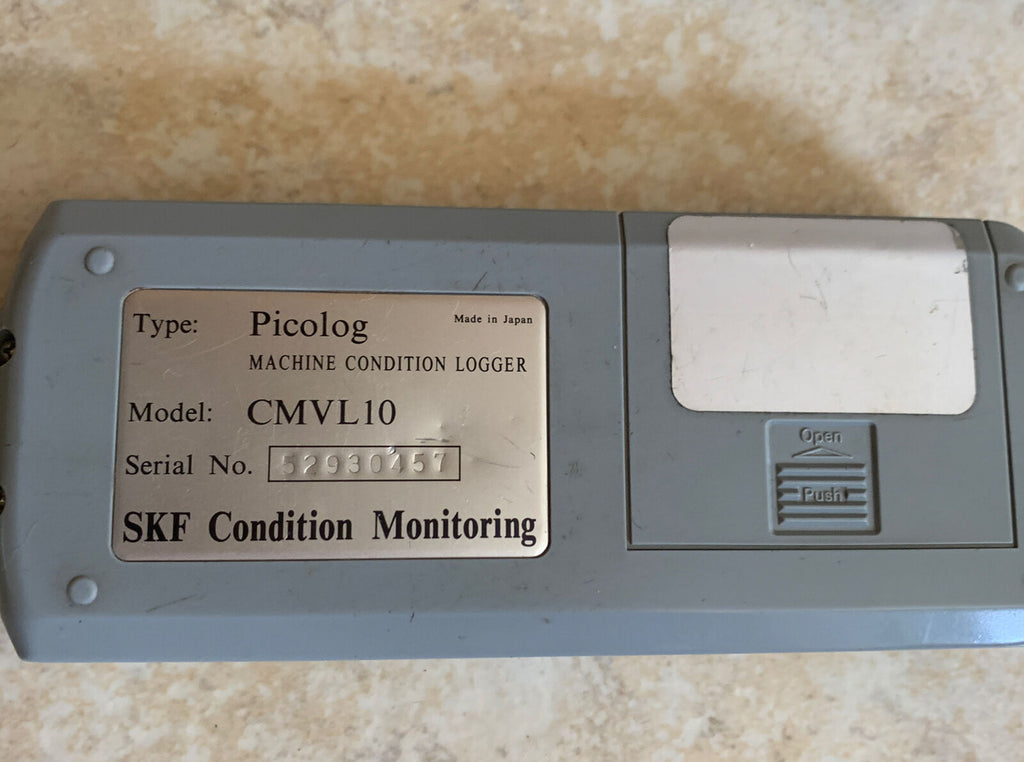 Type: Picolog Made in Japan
MACHINE CONDITION LOGGER
Model: CMVL10
Serial No. 52930457
SKF Condition Monitoring
Open
Push